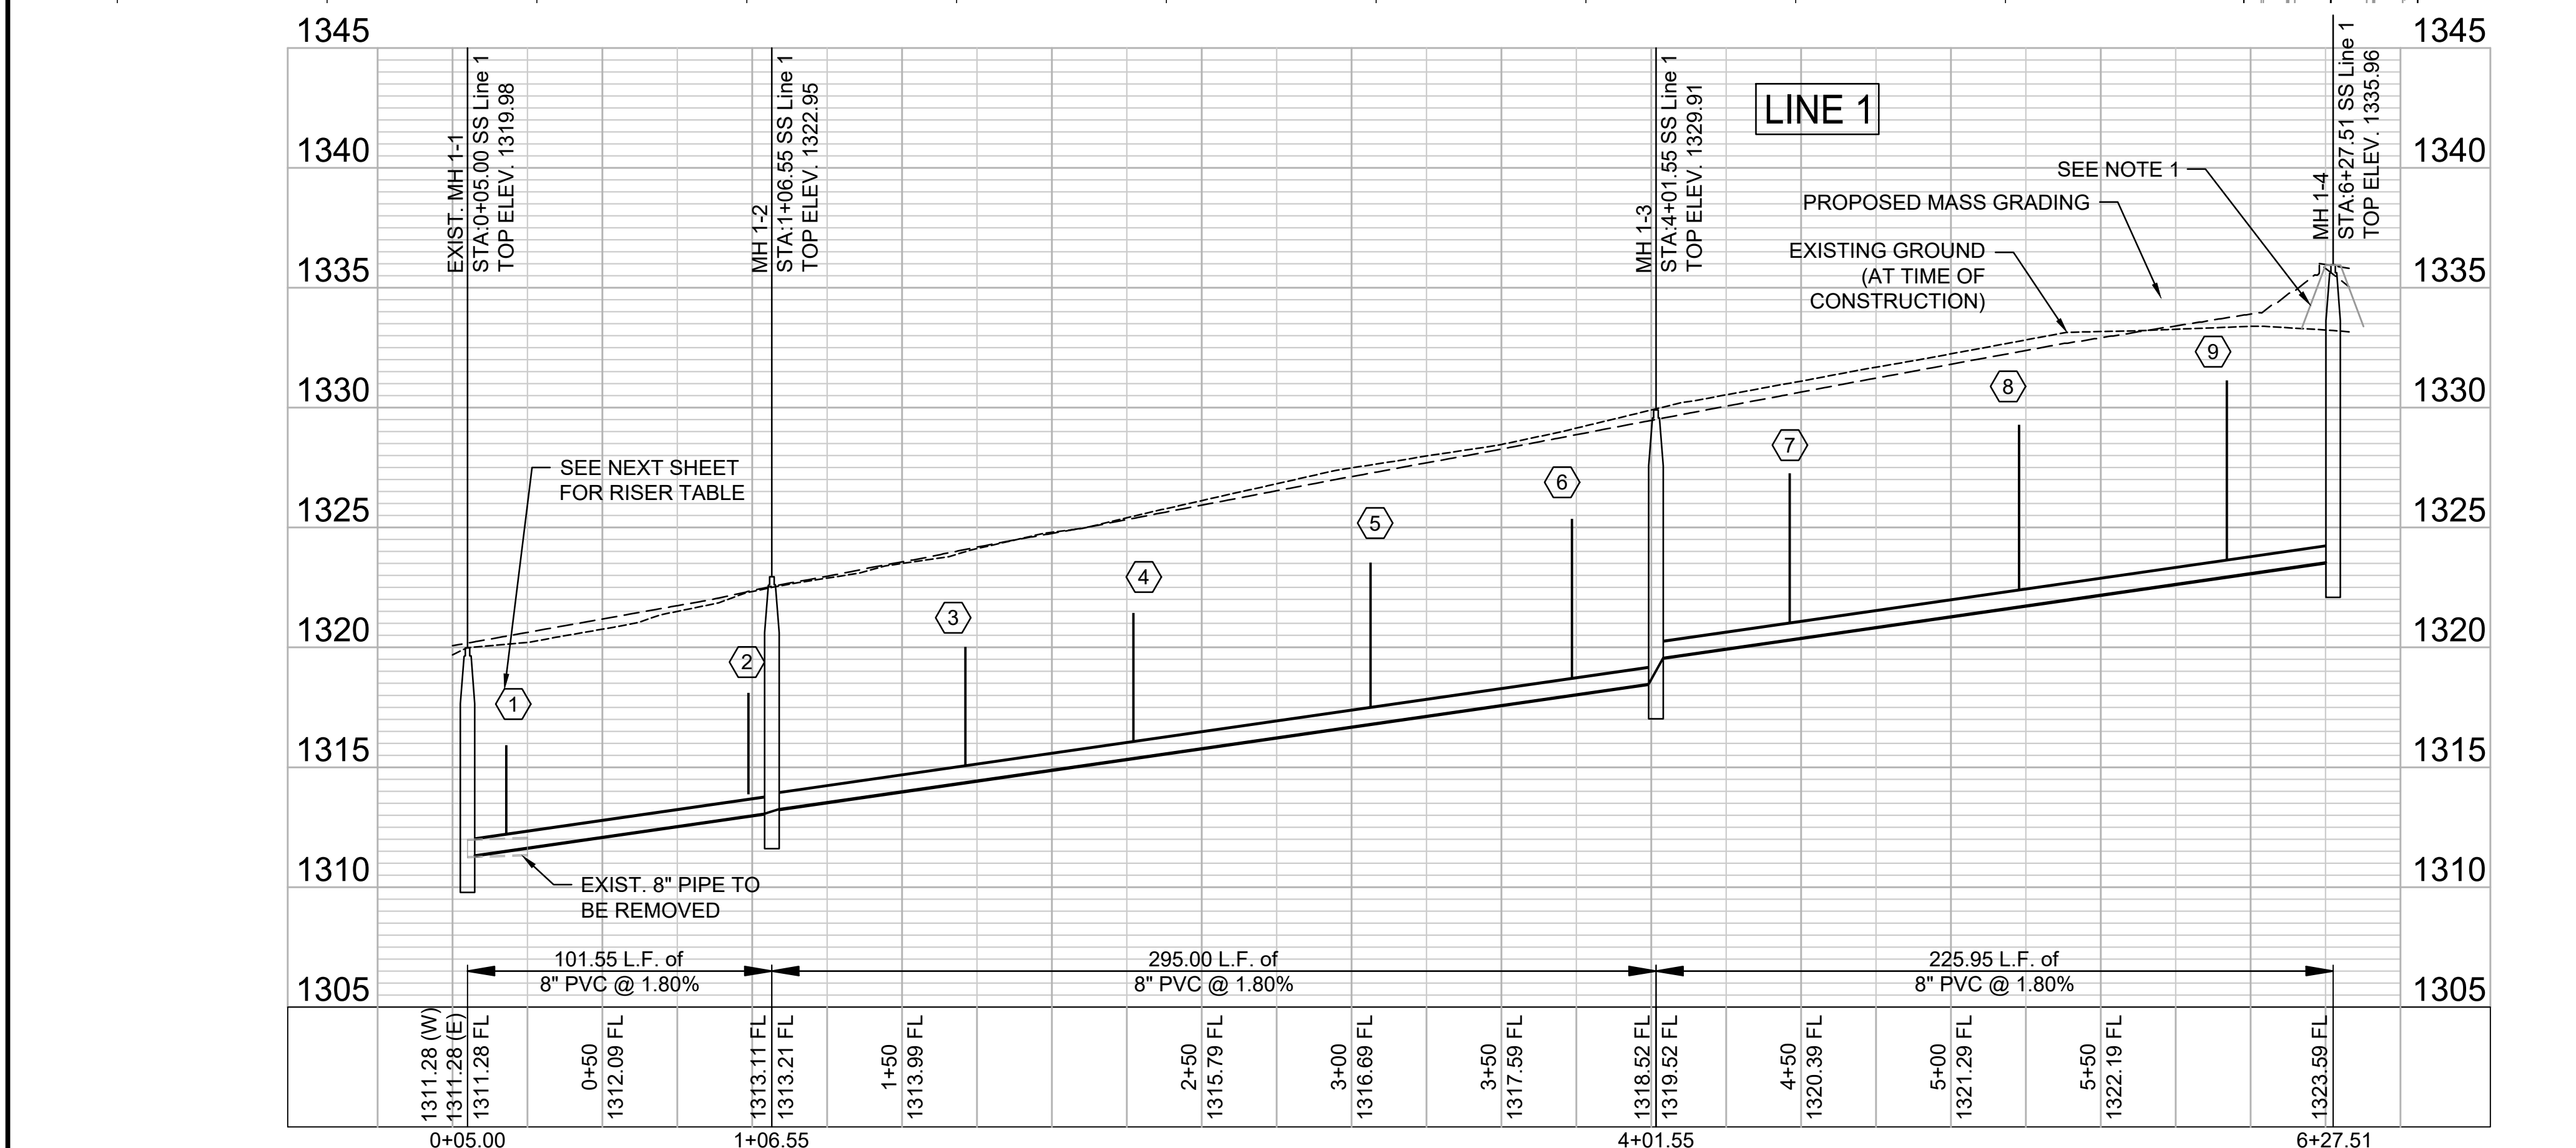 1345
1345
1340
1340
1335
1335
1330
1330
1325
1325
1320
1320
1315
1315
1310
1310
1305
1305
EXIST. MH 1-1
STA:0+05.00 SS Line 1
TOP ELEV. 1319.98
MH 1-2
STA:1+06.55 SS Line 1
TOP ELEV. 1322.95
MH 1-3
STA:4+01.55 SS Line 1
TOP ELEV. 1329.91
LINE 1
MH 1-4
STA:6+27.51 SS Line 1
TOP ELEV. 1335.96
SEE NOTE 1
PROPOSED MASS GRADING
EXISTING GROUND
(AT TIME OF
CONSTRUCTION)
SEE NEXT SHEET
FOR RISER TABLE
1
2
3
4
5
6
7
8
9
EXIST. 8" PIPE TO
BE REMOVED
101.55 L.F. of
8" PVC @ 1.80%
295.00 L.F. of
8" PVC @ 1.80%
225.95 L.F. of
8" PVC @ 1.80%
1311.28 (W)
1311.28 (E)
1311.28 FL
0+50
1312.09 FL
1313.11 FL
1313.21 FL
1+50
1313.99 FL
2+50
1315.79 FL
3+00
1316.69 FL
3+50
1317.59 FL
1318.52 FL
1319.52 FL
4+50
1320.39 FL
5+00
1321.29 FL
5+50
1322.19 FL
1323.59 FL
0+05.00
1+06.55
4+01.55
6+27.51